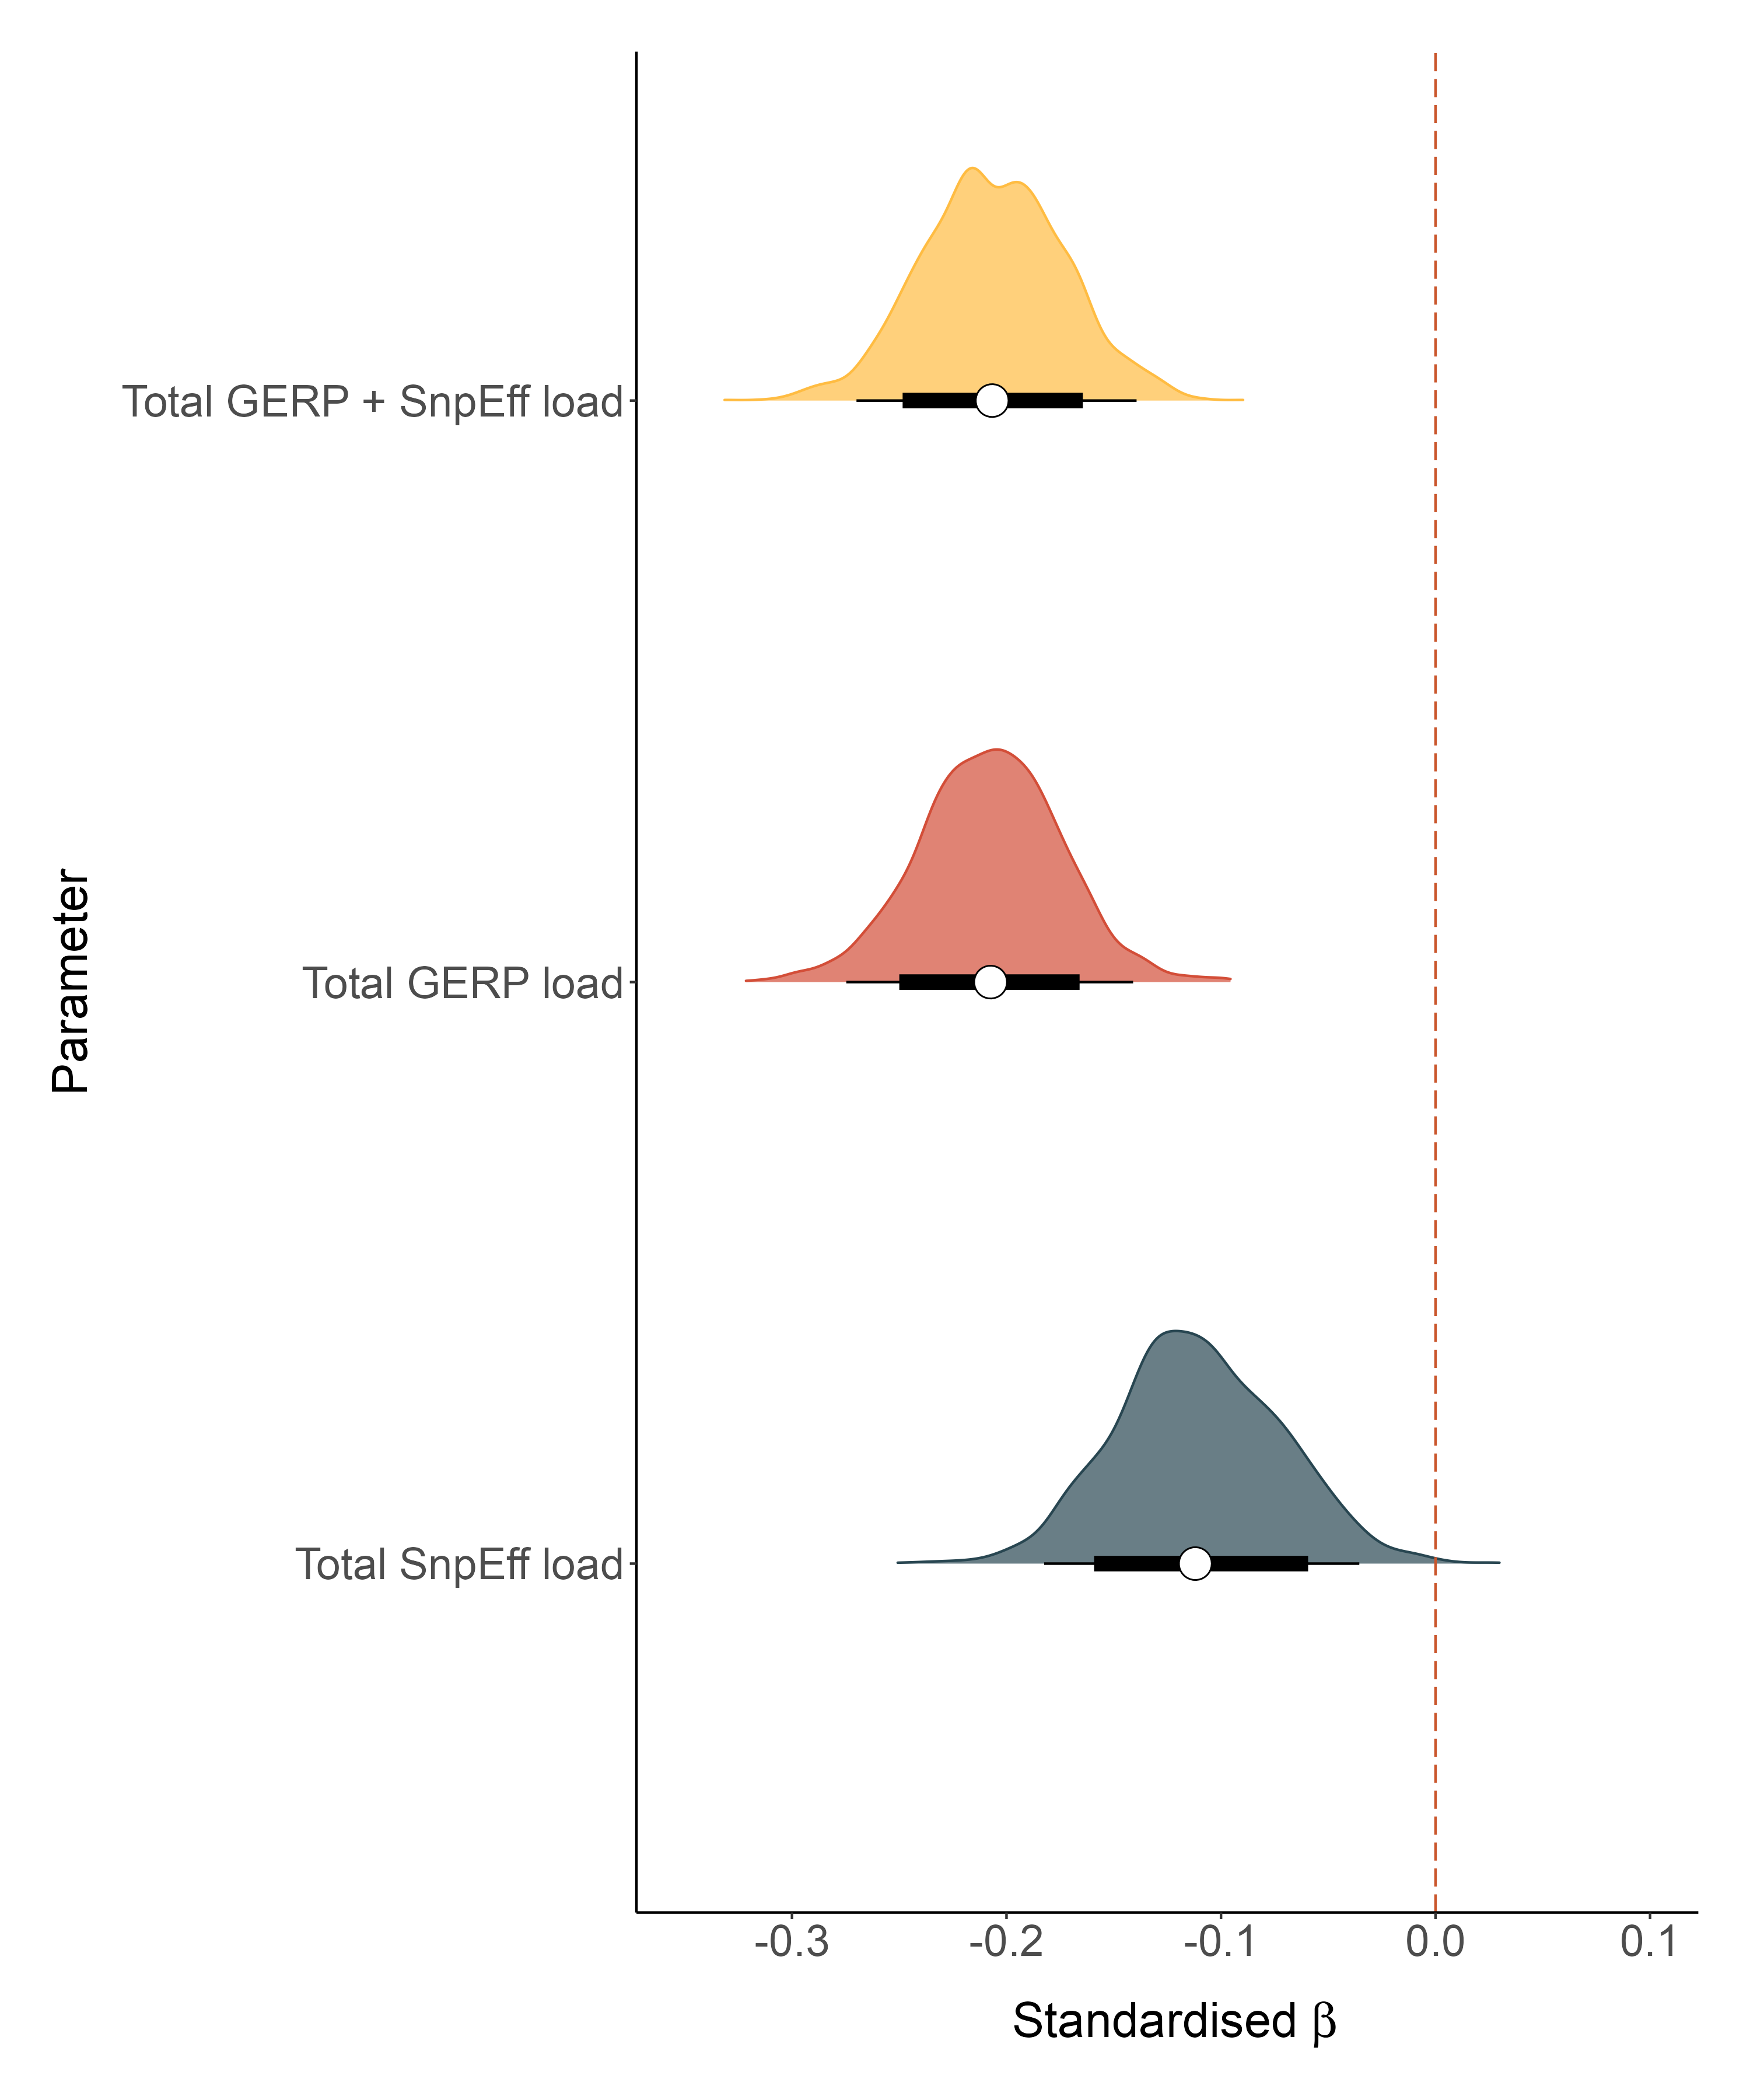 Total GERP + SnpEff load
Total GERP load
Total SnpEff load
Parameter
-0.3 -0.2 -0.1 0.0 0.1
Standardised β